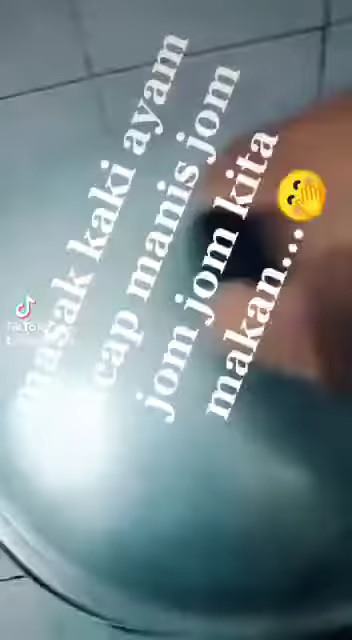 masak kaki ayam
cap manis jom
jom jom kita
makan...🤭
TikTok